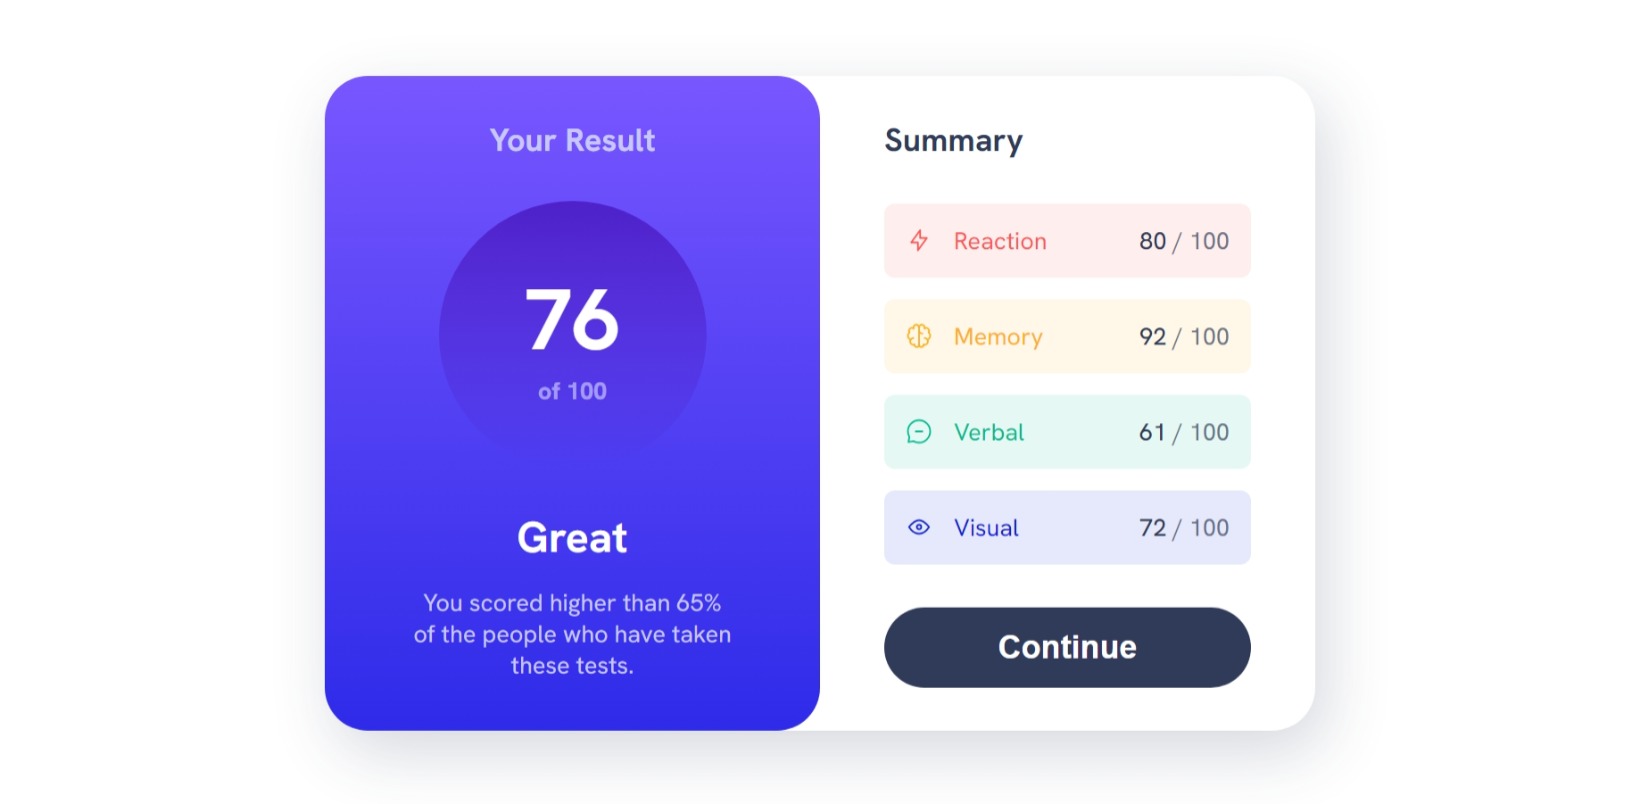 Your Result
76
of 100
Great
You scored higher than 65%
of the people who have taken
these tests.
Summary
Reaction 80 / 100
Memory 92 / 100
Verbal 61 / 100
Visual 72 / 100
Continue